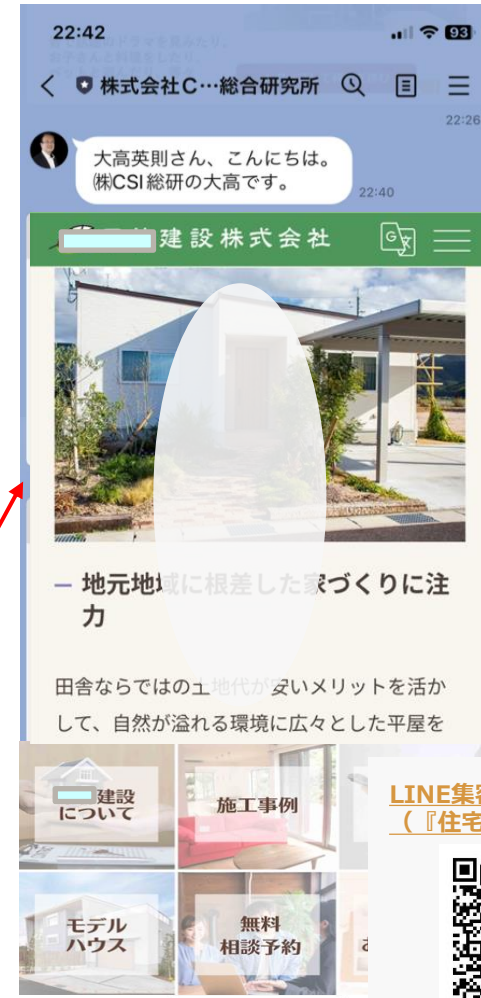 22:42
93
株式会社C…総合研究所
22:26
大高英則さん、こんにちは。
㈱CSI総研の大高です。
22:40
建設株式会社
地元地域に根差した家づくりに注
力
田舎ならではの土地代が安いメリットを活か
して、自然が溢れる環境に広々とした平屋を
建設
について
施工事例
LINE集客
（『住宅
モデル
ハウス
無料
相談予約